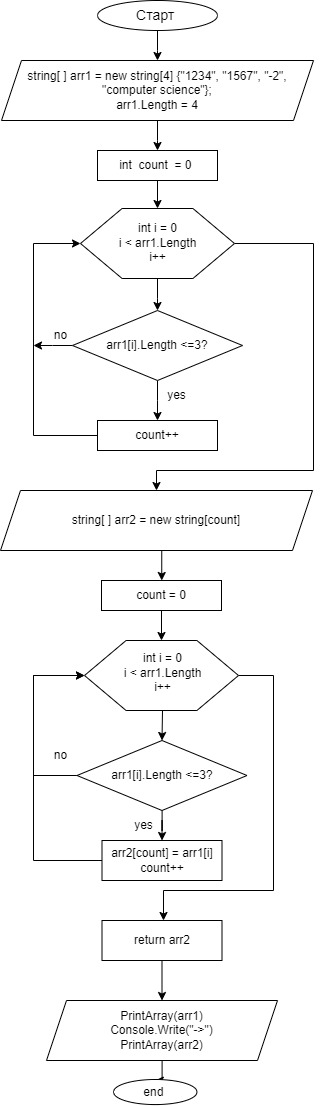 Старт
string[ ] arr1 = new string[4] {"1234", "1567", "-2",
"computer science"};
arr1.Length = 4
int  count  = 0
int i = 0
i < arr1.Length
i++
no
arr1[i].Length <=3?
yes
count++
string[ ] arr2 = new string[count]
count = 0
int i = 0
i < arr1.Length
i++
no
arr1[i].Length <=3?
yes
arr2[count] = arr1[i]
count++
return arr2
PrintArray(arr1)
Console.Write("->")
PrintArray(arr2)
end